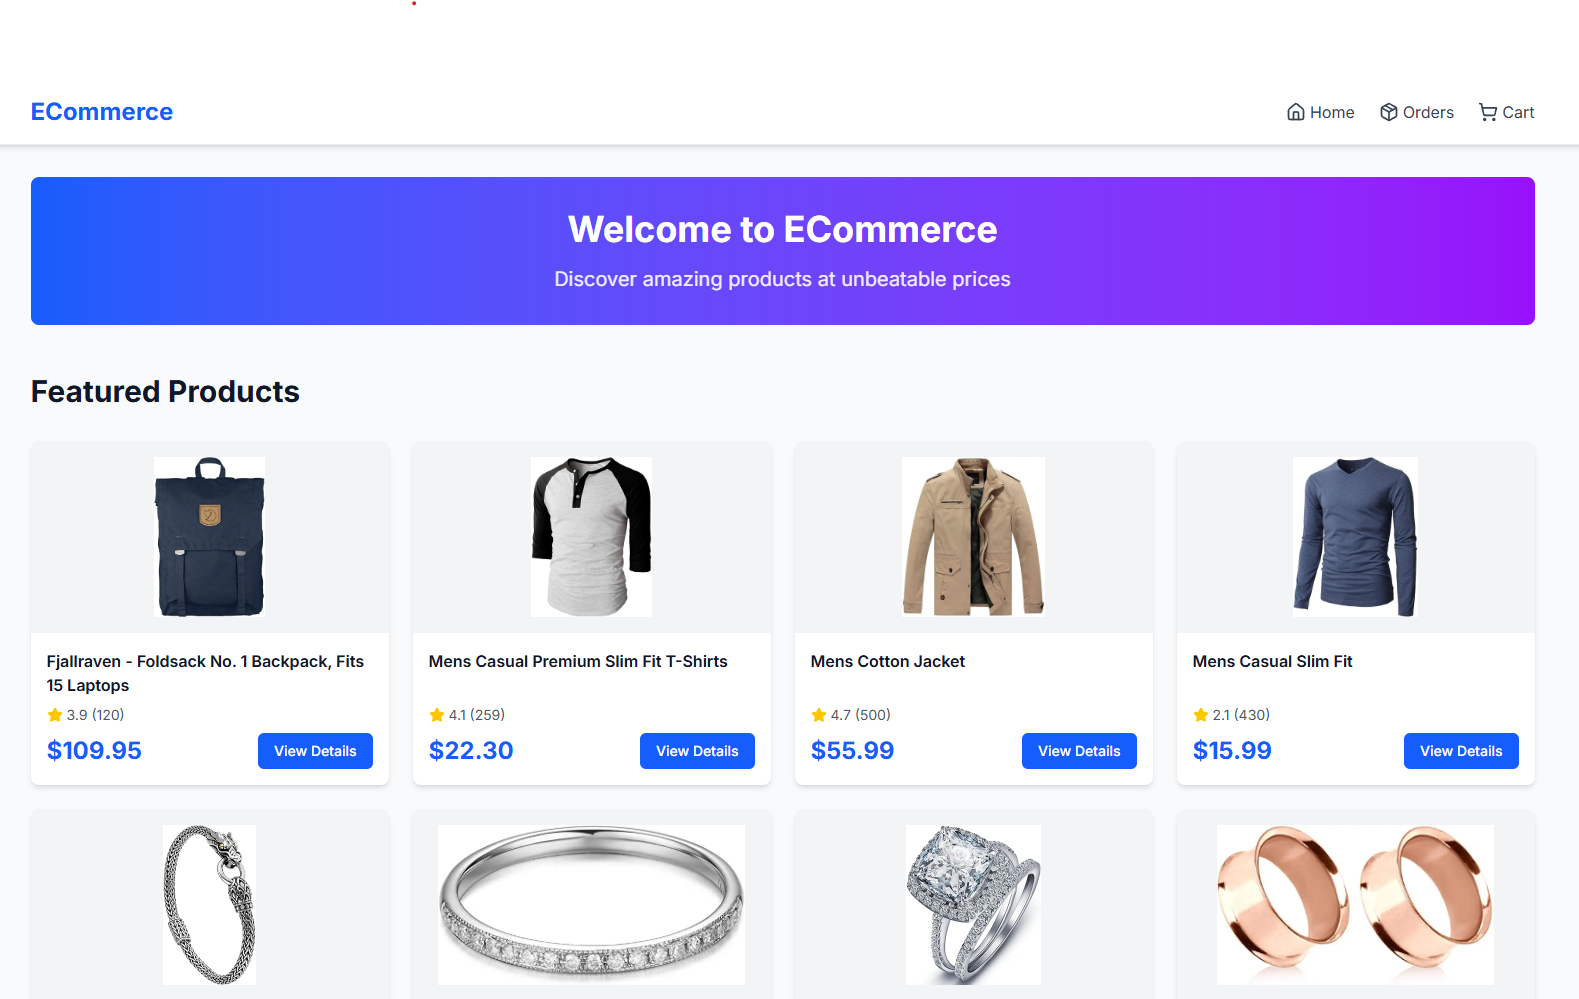 ECommerce
Home
Orders
Cart
Welcome to ECommerce
Discover amazing products at unbeatable prices
Featured Products
Fjallraven - Foldsack No. 1 Backpack, Fits
15 Laptops
3.9 (120)
$109.95
View Details
Mens Casual Premium Slim Fit T-Shirts
4.1 (259)
$22.30
View Details
Mens Cotton Jacket
4.7 (500)
$55.99
View Details
Mens Casual Slim Fit
2.1 (430)
$15.99
View Details